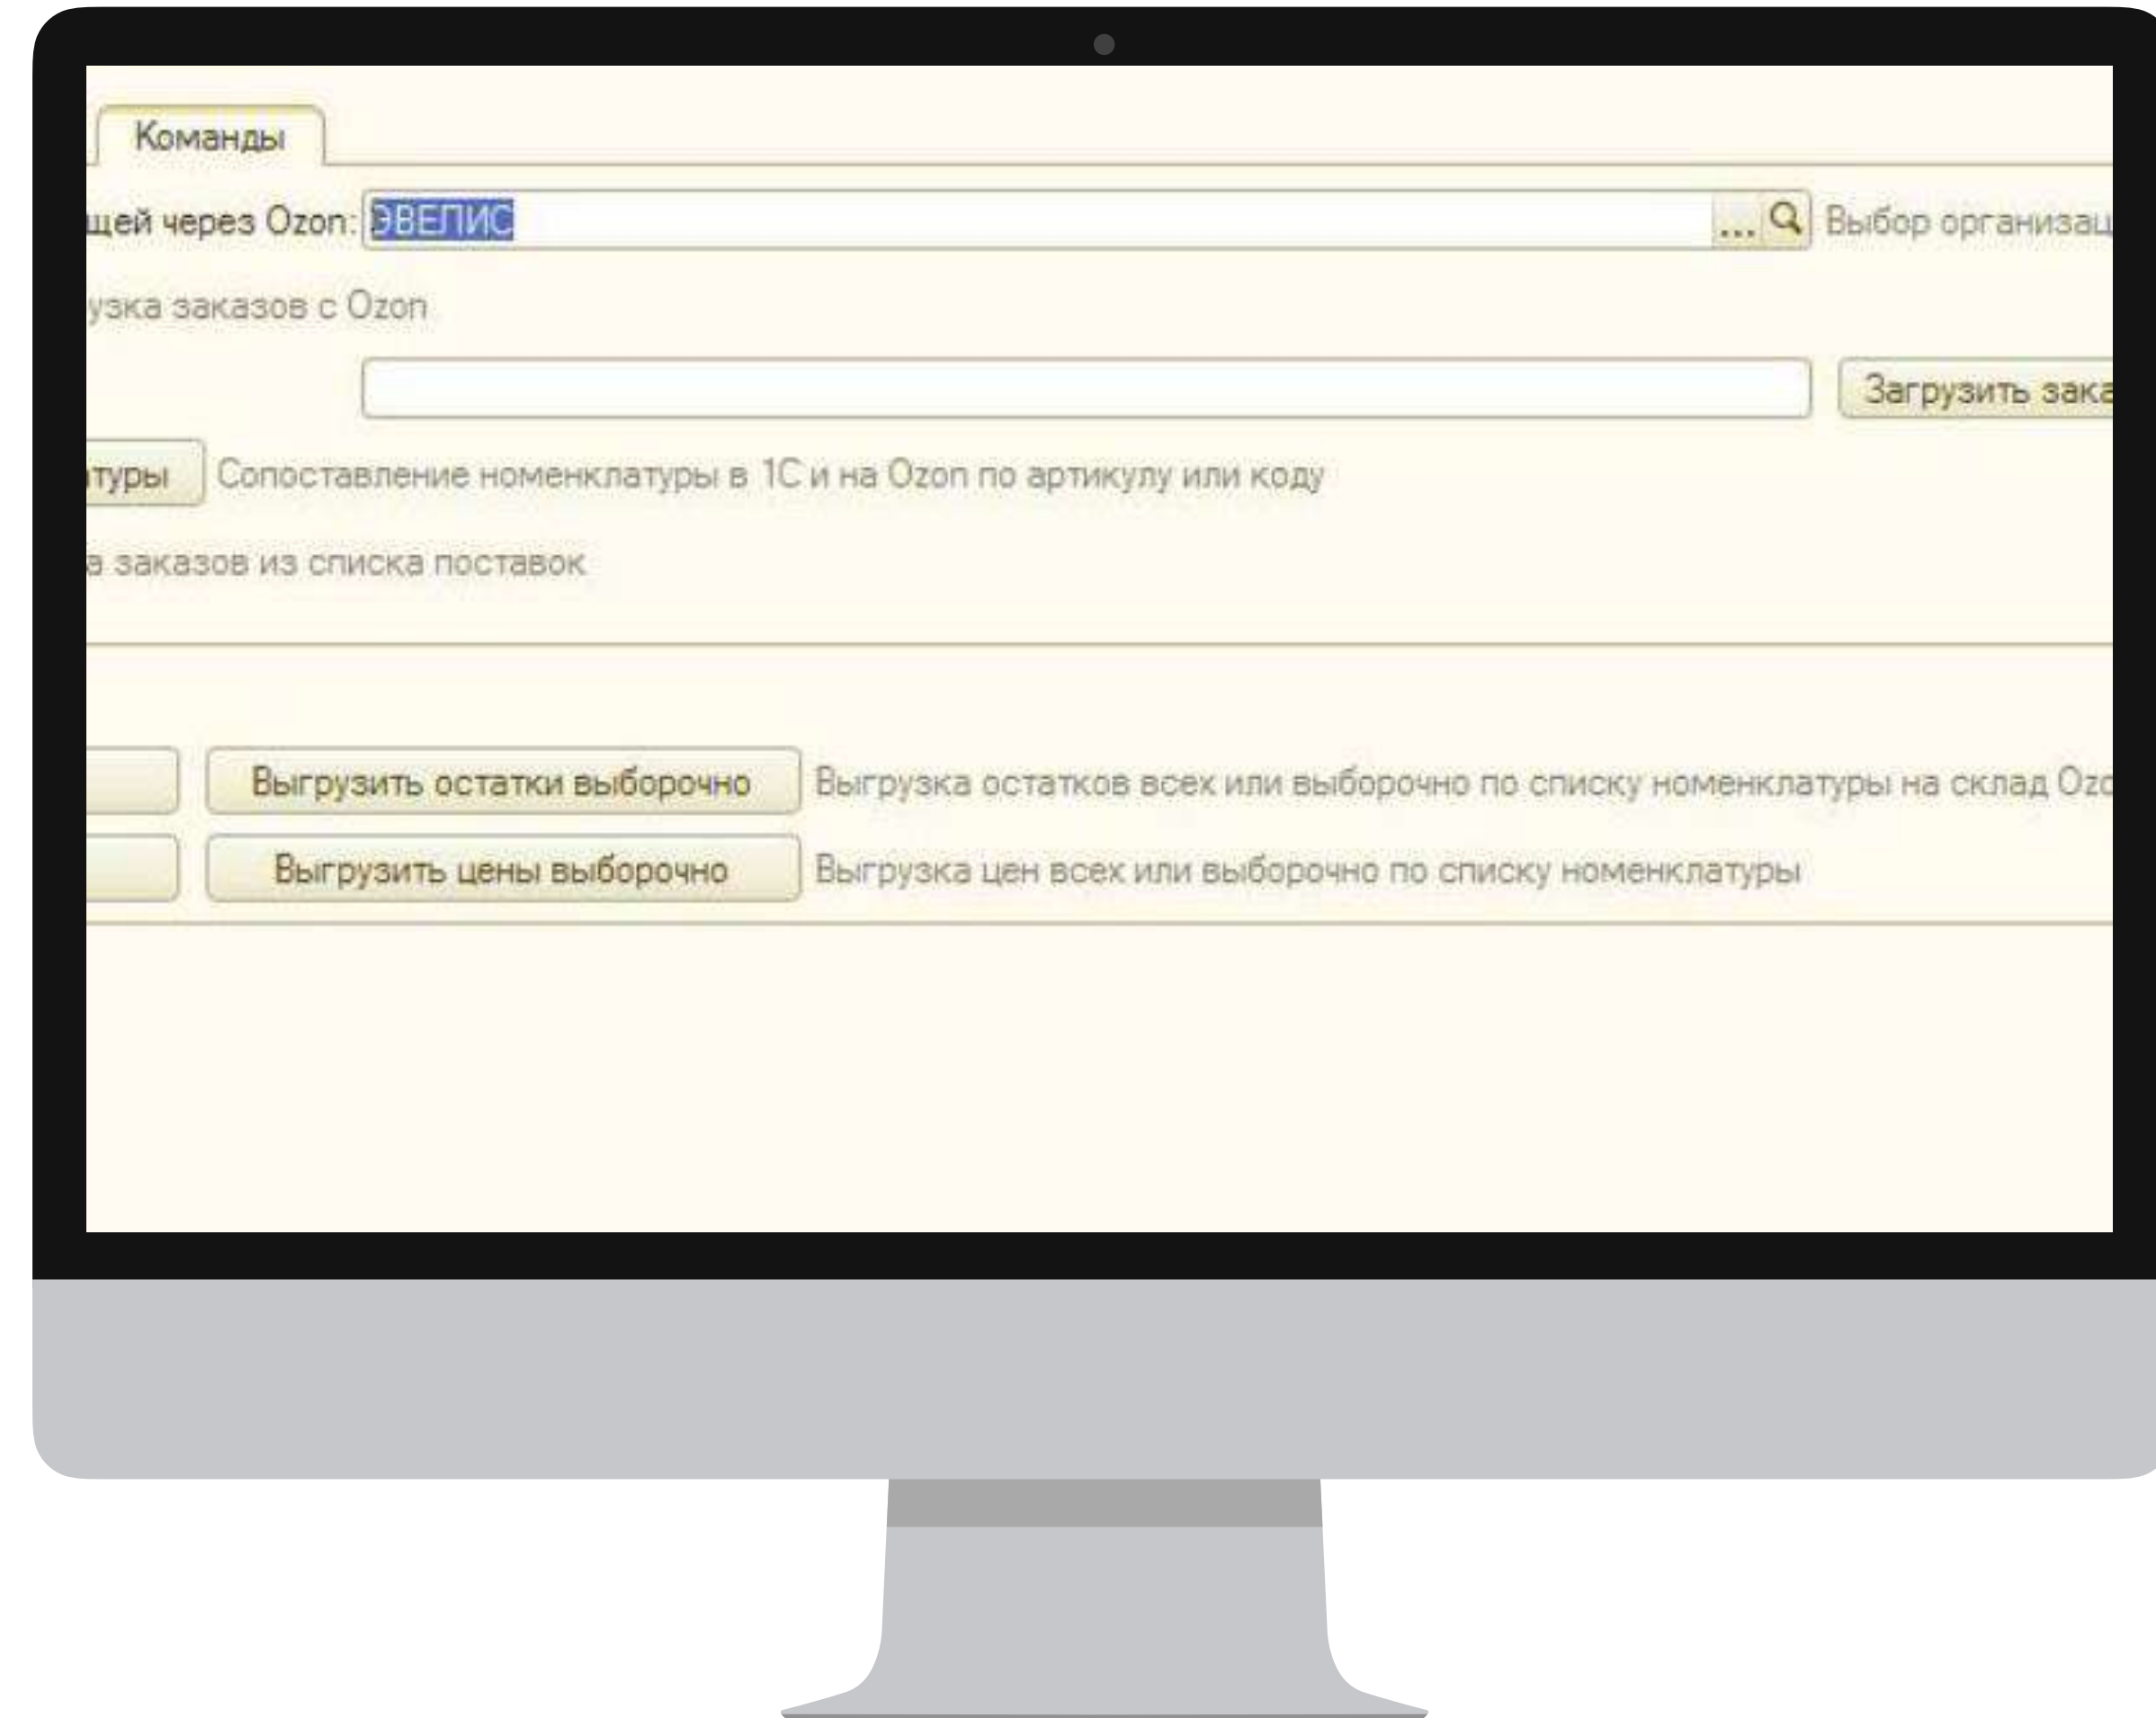 Команды
щей через Ozon: ЭВЕЛИС ... Выбор организац
узка заказов с Ozon
Загрузить зака
туры Сопоставление номенклатуры в 1С и на Ozon по артикулу или коду
а заказов из списка поставок
Выгрузить остатки выборочно Выгрузка остатков всех или выборочно по списку номенклатуры на склад Ozo
Выгрузить цены выборочно Выгрузка цен всех или выборочно по списку номенклатуры